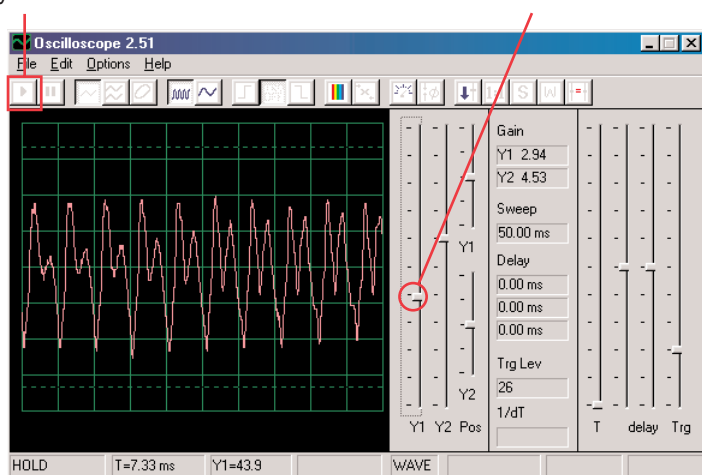 Oscilloscope 2.51
File Edit Options Help
Gain
Y1 2.94
Y2 4.53
Sweep
50.00 ms
Y1
Delay
0.00 ms
0.00 ms
0.00 ms
Trg Lev
26
Y2
1/dT
Y1 Y2 Pos
T delay Trg
HOLD T=7.33 ms Y1=43.9 WAVE